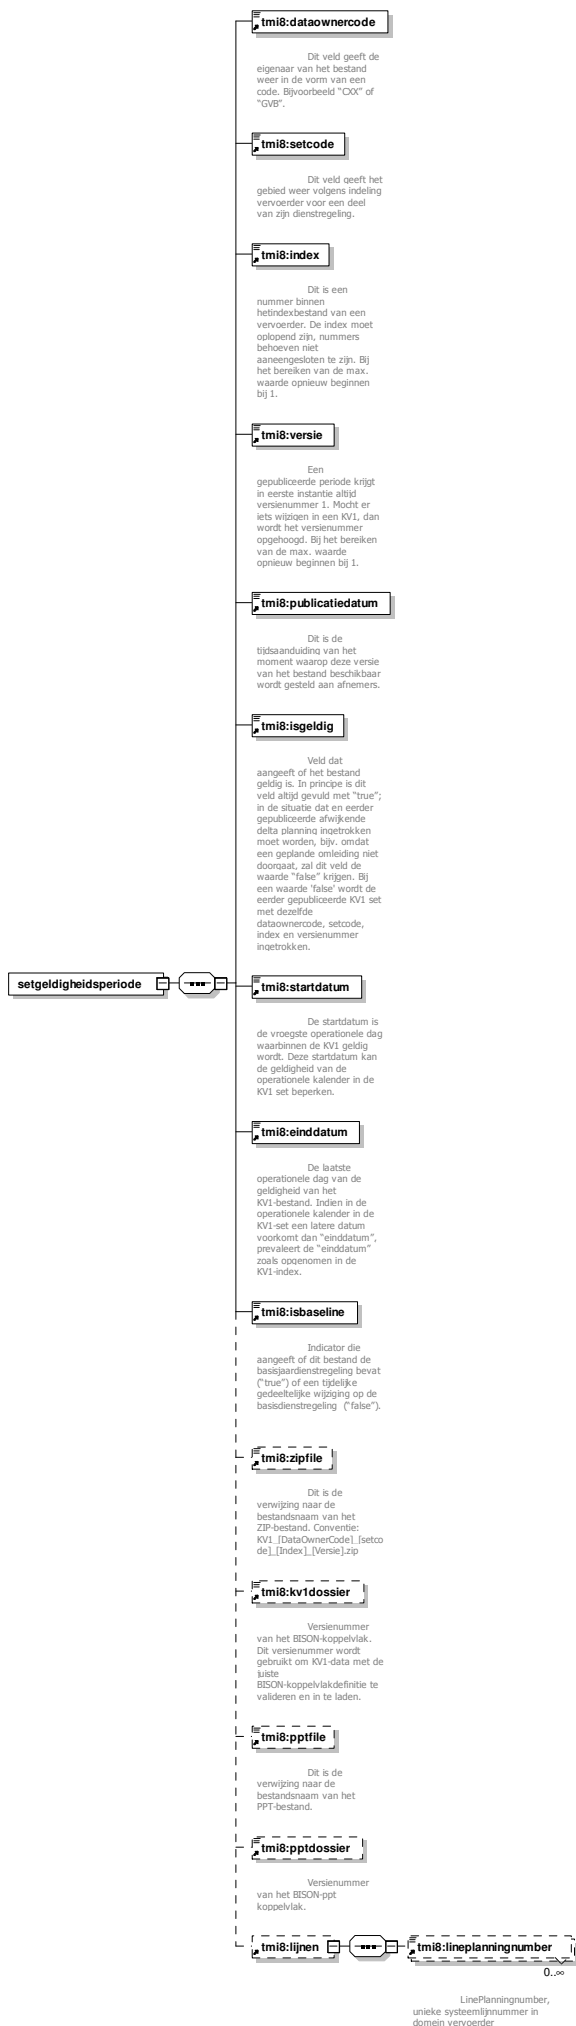 tmi8:dataownercode
Dit veld geeft de
eigenaar van het bestand
weer in de vorm van een
code. Bijvoorbeeld “CXX” of
“GVB”.
tmi8:setcode
Dit veld geeft het
gebied weer volgens indeling
vervoerder voor een deel
van zijn dienstregeling.
tmi8:index
Dit is een
nummer binnen
hetindexbestand van een
vervoerder. De index moet
oplopend zijn, nummers
behoeven niet
aaneengesloten te zijn. Bij
het bereiken van de max.
waarde opnieuw beginnen
bij 1.
tmi8:versie
Een
gepubliceerde periode krijgt
in eerste instantie altijd
versienummer 1. Mocht er
iets wijzigen in een KV1, dan
wordt het versienummer
opgehoogd. Bij het bereiken
van de max. waarde
opnieuw beginnen bij 1.
tmi8:publicatiedatum
Dit is de
tijdsaanduiding van het
moment waarop deze versie
van het bestand beschikbaar
wordt gesteld aan afnemers.
tmi8:isgeldig
Veld dat
aangeeft of het bestand
geldig is. In principe is dit
veld altijd gevuld met “true”;
in de situatie dat en eerder
gepubliceerde afwijkende
delta planning ingetrokken
moet worden, bijv. omdat
een geplande omleiding niet
doorgaat, zal dit veld de
waarde “false” krijgen. Bij
een waarde 'false' wordt de
eerder gepubliceerde KV1 set
met dezelfde
dataownercode, setcode,
index en versienummer
ingetrokken.
setgeldigheidsperiode
tmi8:startdatum
De startdatum is
de vroegste operationele dag
waarbinnen de KV1 geldig
wordt. Deze startdatum kan
de geldigheid van de
operationele kalender in de
KV1 set beperken.
tmi8:einddatum
De laatste
operationele dag van de
geldigheid van het
KV1-bestand. Indien in de
operationele kalender in de
KV1-set een latere datum
voorkomt dan “einddatum”,
prevaleert de “einddatum”
zoals opgenomen in de
KV1-index.
tmi8:isbaseline
Indicator die
aangeeft of dit bestand de
basisjaardienstregeling bevat
(“true”) of een tijdelijke
gedeeltelijke wijziging op de
basisdienstregeling (“false”).
tmi8:zipfile
Dit is de
verwijzing naar de
bestandsnaam van het
ZIP-bestand. Conventie:
KV1_[DataOwnerCode]_[setco
de]_[Index]_[Versie].zip
tmi8:kv1dossier
Versienummer
van het BISON-koppelvlak.
Dit versienummer wordt
gebruikt om KV1-data met de
juiste
BISON-koppelvlakdefinitie te
valideren en in te laden.
tmi8:pptfile
Dit is de
verwijzing naar de
bestandsnaam van het
PPT-bestand.
tmi8:pptdossier
Versienummer
van het BISON-ppt
koppelvlak.
tmi8:lijnen
tmi8:lineplanningnumber
0..∞
LinePlanningnumber,
unieke systeemlijnnummer in
domein vervoerder